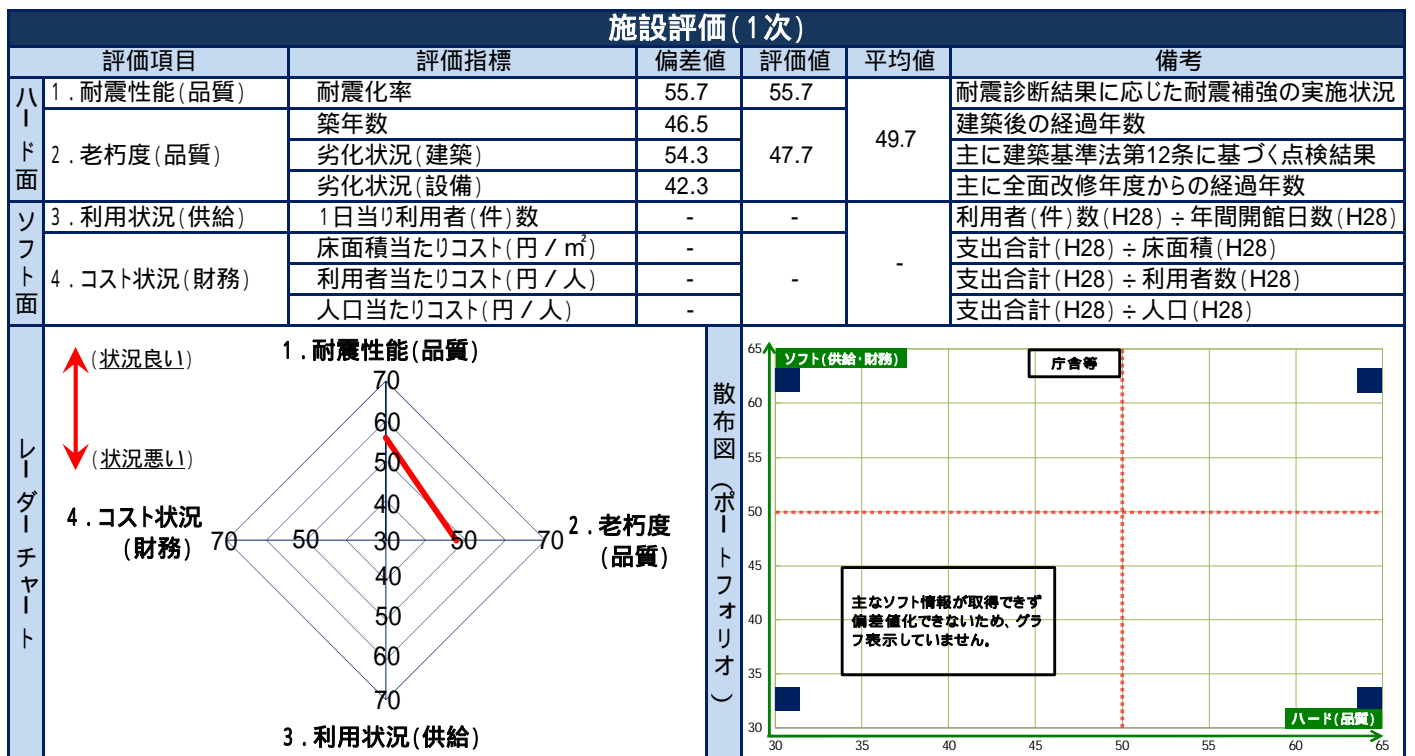 施設評価(1次)
評価項目 評価指標 偏差値 評価値 平均値 備考
ハード面
1.耐震性能(品質) 耐震化率 55.7 55.7 49.7 耐震診断結果に応じた耐震補強の実施状況
2.老朽度(品質) 築年数 46.5 47.7 建築後の経過年数
劣化状況(建築) 54.3 主に建築基準法第12条に基づく点検結果
劣化状況(設備) 42.3 主に全面改修年度からの経過年数
ソフト面
3.利用状況(供給) 1日当り利用者(件)数 - - - 利用者(件)数(H28)÷年間開館日数(H28)
4.コスト状況(財務) 床面積当たりコスト(円/㎡) - - 支出合計(H28)÷床面積(H28)
利用者当たりコスト(円/人) - 支出合計(H28)÷利用者数(H28)
人口当たりコスト(円/人) - 支出合計(H28)÷人口(H28)
レーダーチャート
(状況良い)
(状況悪い)
1.耐震性能(品質)
70
60
50
40
4.コスト状況
(財務)
70 50 30 50 70
2.老朽度
(品質)
40
50
60
70
3.利用状況(供給)
散布図(ポートフォリオ)
65
ソフト(供給・財務)
庁舎等
60
55
50
45
40
35
30
主なソフト情報が取得できず
偏差値化できないため、グラ
フ表示していません。
ハード(品質)
30 35 40 45 50 55 60 65